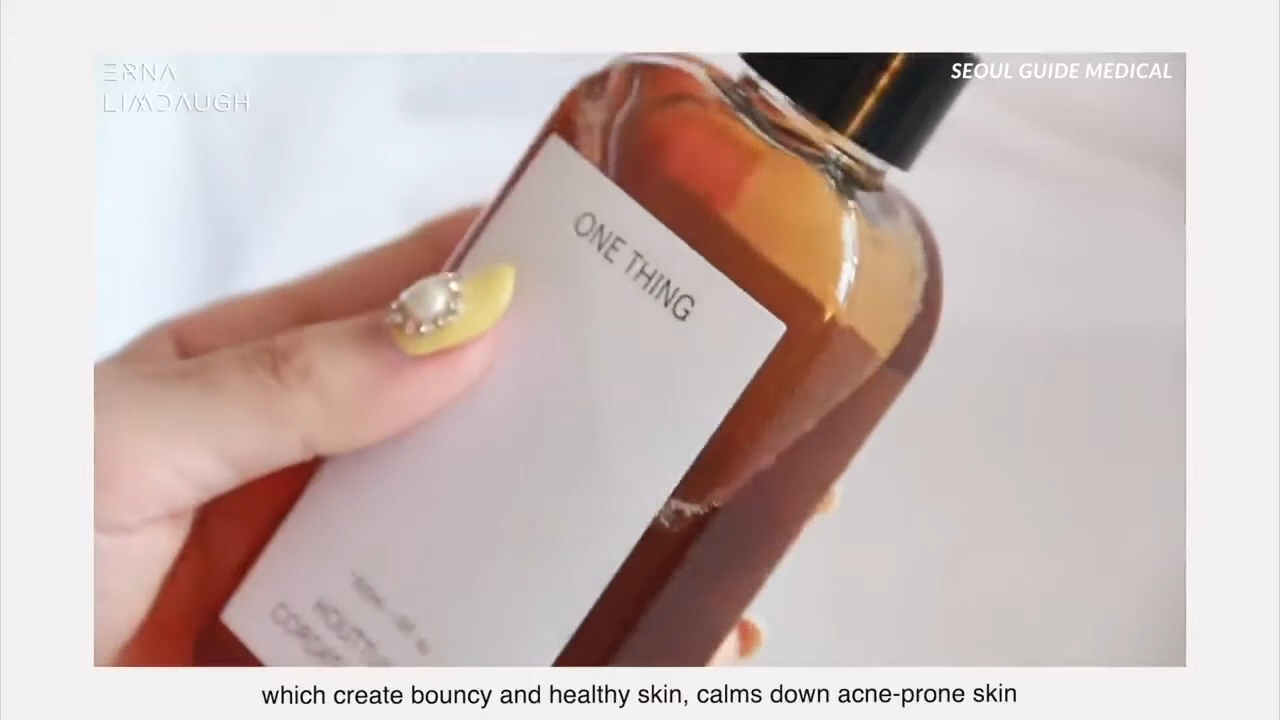 ERNA
LIMDAUGH
SEOUL GUIDE MEDICAL
ONE THING
which create bouncy and healthy skin, calms down acne-prone skin